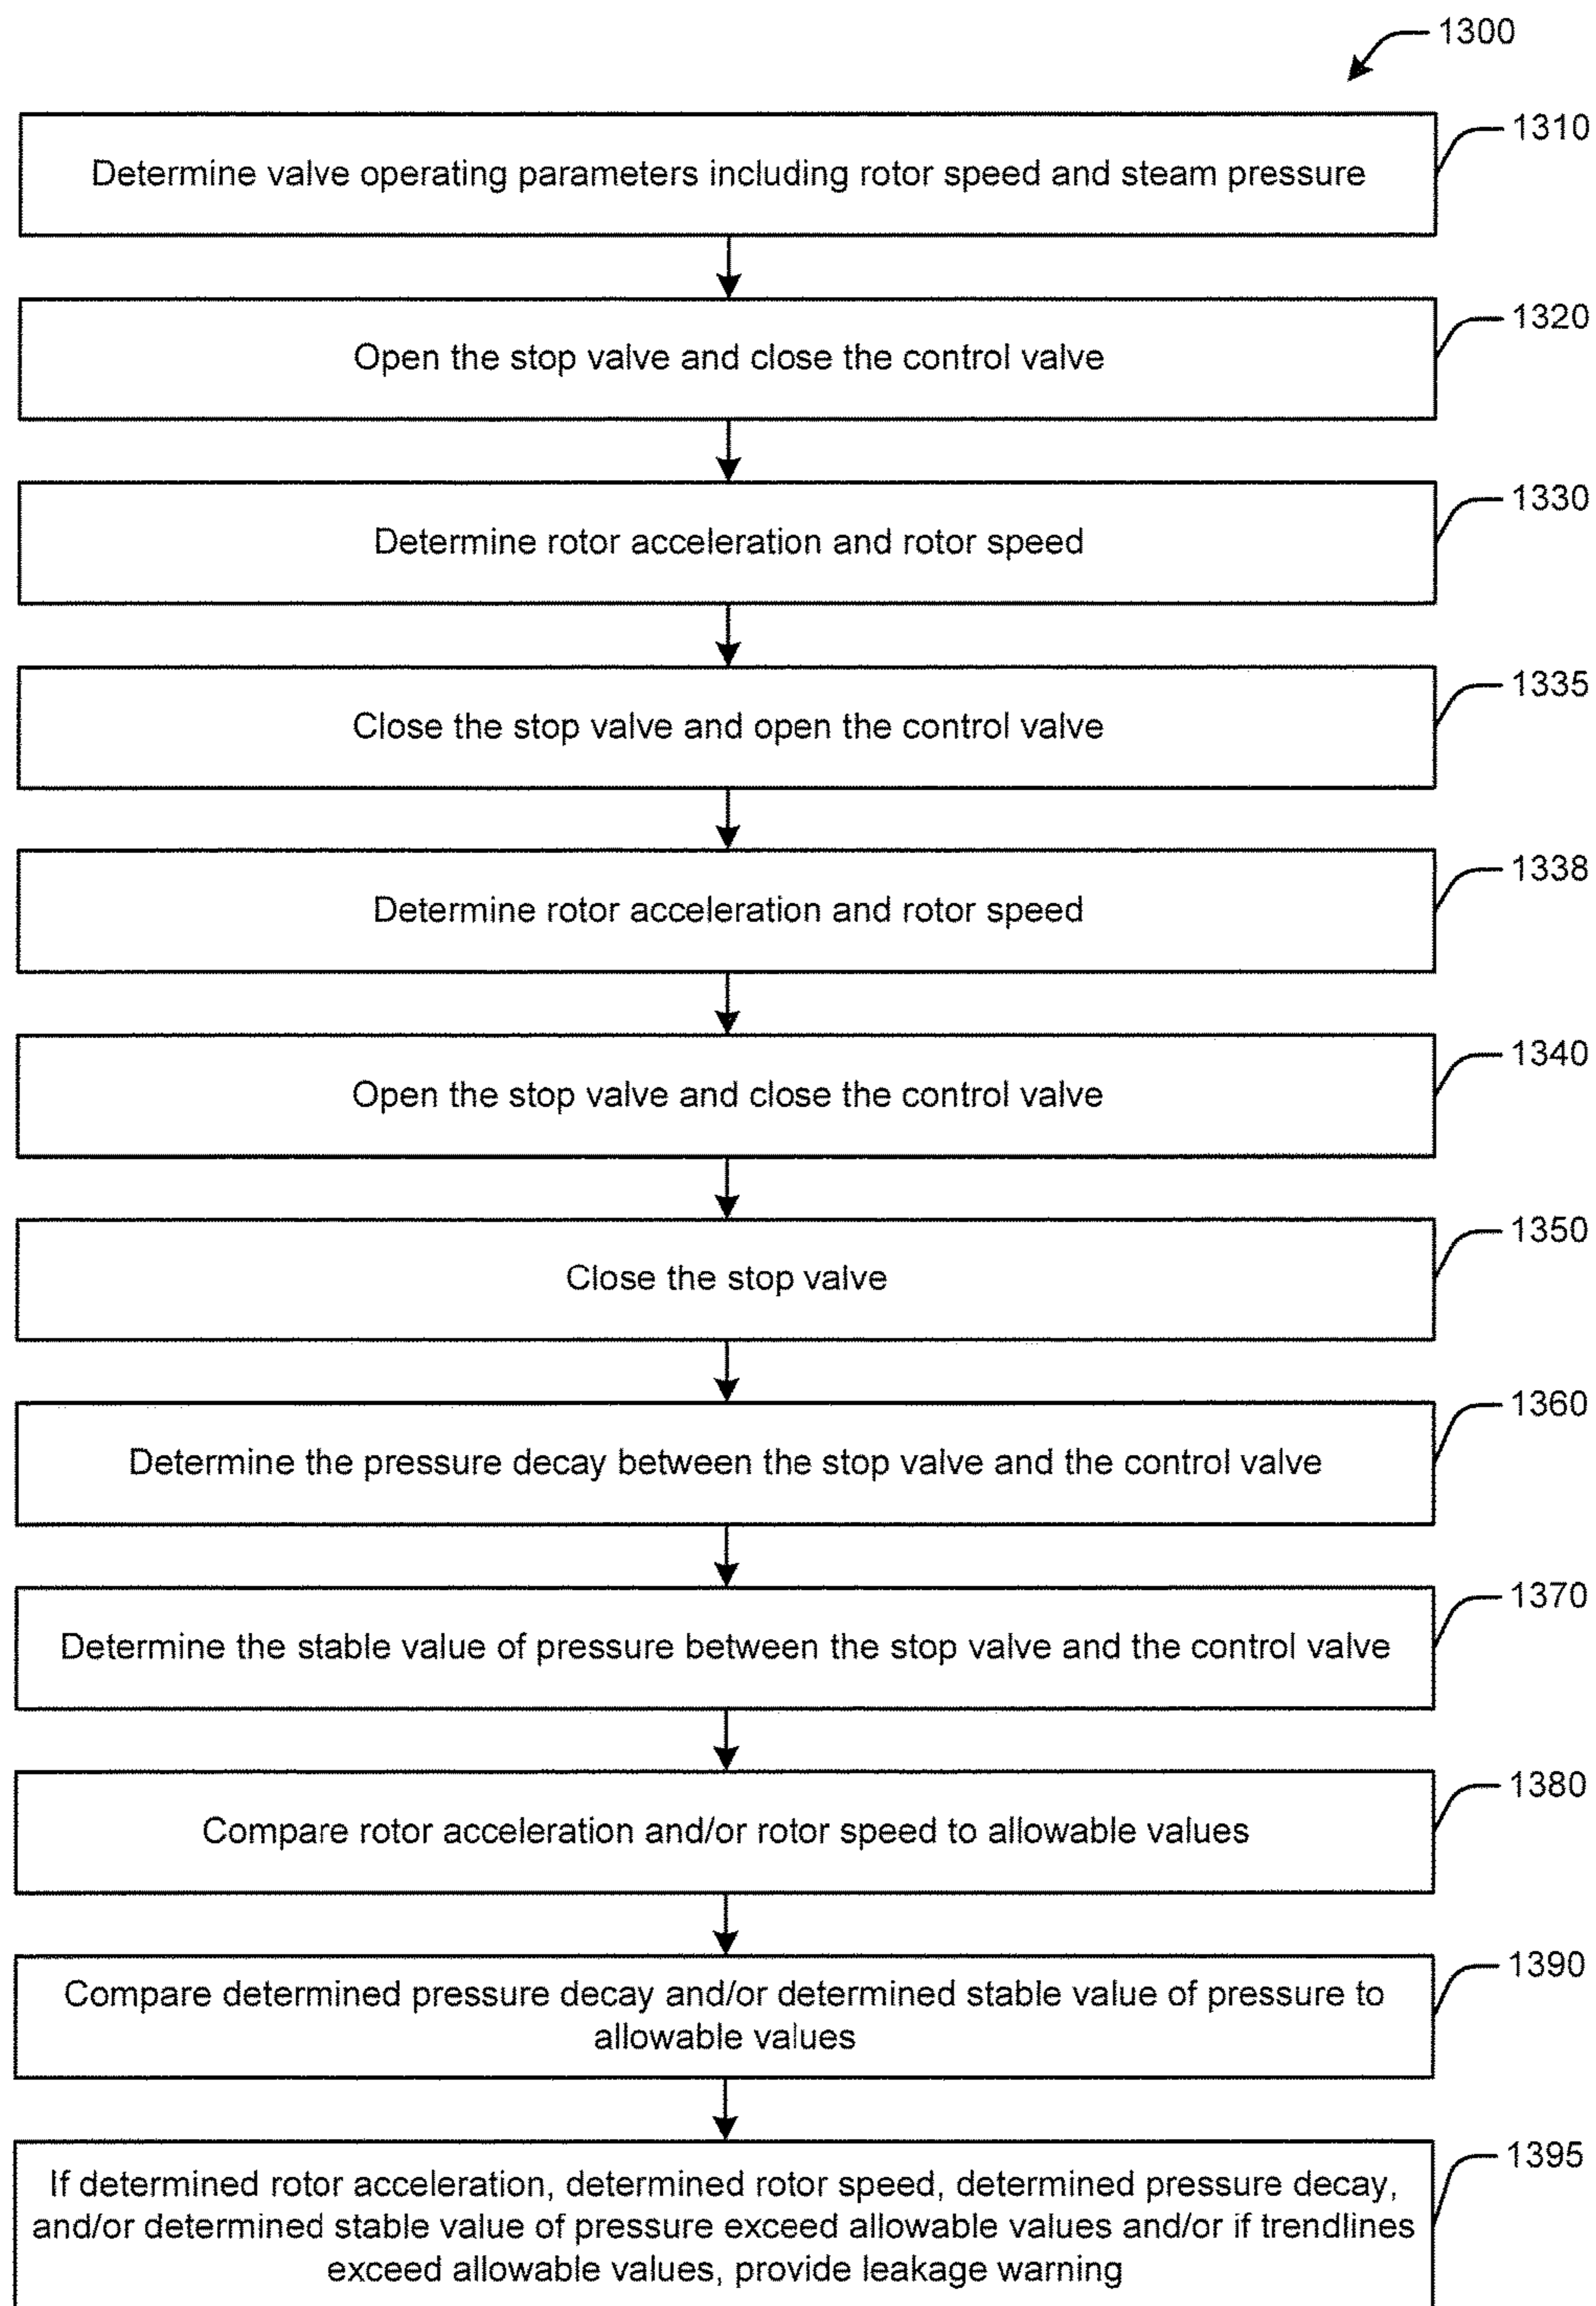 1300
1310
Determine valve operating parameters including rotor speed and steam pressure
1320
Open the stop valve and close the control valve
1330
Determine rotor acceleration and rotor speed
1335
Close the stop valve and open the control valve
1338
Determine rotor acceleration and rotor speed
1340
Open the stop valve and close the control valve
1350
Close the stop valve
1360
Determine the pressure decay between the stop valve and the control valve
1370
Determine the stable value of pressure between the stop valve and the control valve
1380
Compare rotor acceleration and/or rotor speed to allowable values
1390
Compare determined pressure decay and/or determined stable value of pressure to
allowable values
1395
If determined rotor acceleration, determined rotor speed, determined pressure decay,
and/or determined stable value of pressure exceed allowable values and/or if trendlines
exceed allowable values, provide leakage warning